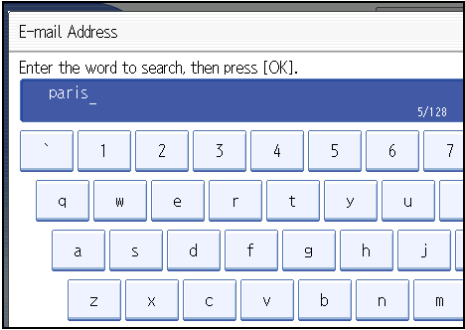 E-mail Address
Enter the word to search, then press [OK].
paris_
5/128
` 1 2 3 4 5 6 7
q w e r t y u
a s d f g h j
z x c v b n m